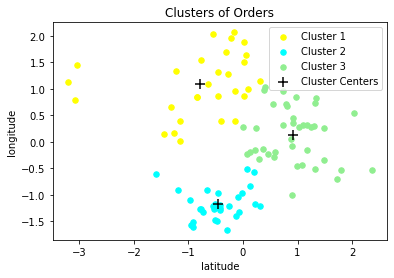 Clusters of Orders
Cluster 1
Cluster 2
Cluster 3
Cluster Centers
2.0
1.5
1.0
0.5
0.0
−0.5
−1.0
−1.5
longitude
−3
−2
−1
0
1
2
latitude